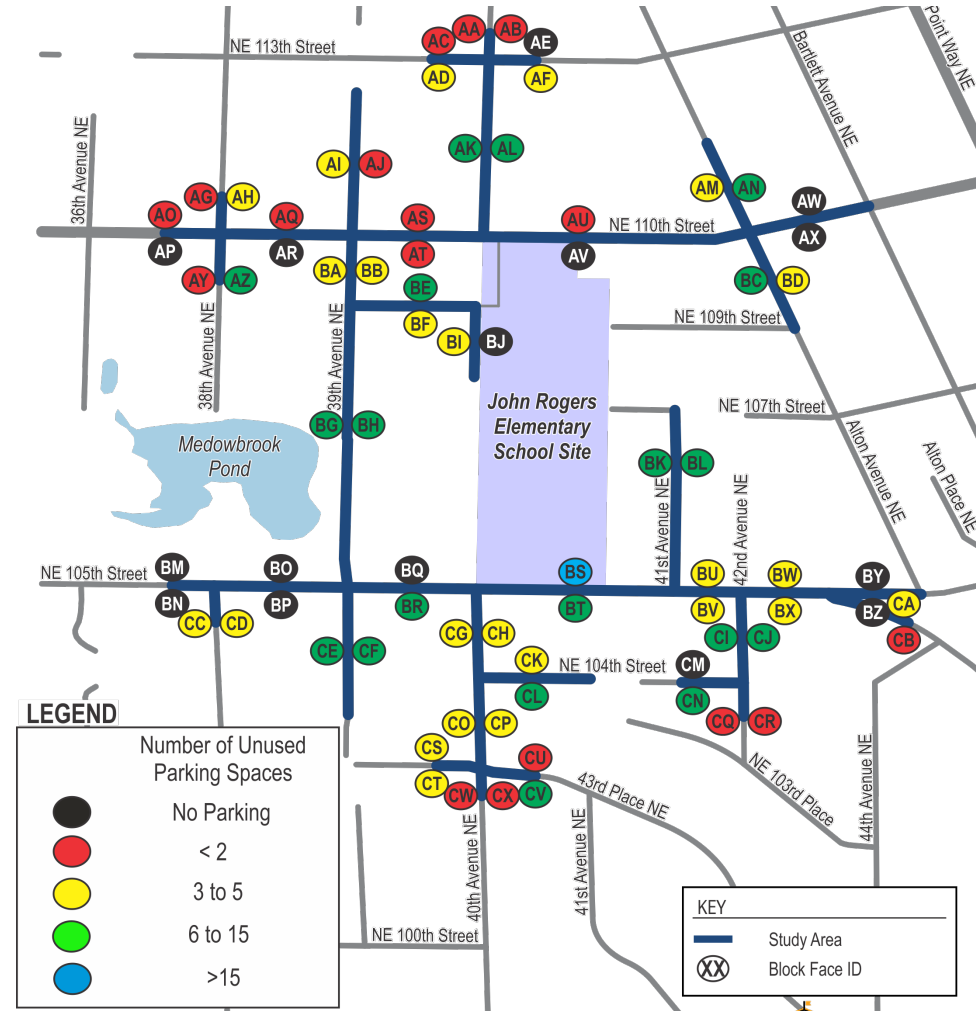 NE 113th Street
AC
AA
AB
AE
AD
AF
Point Way NE
Bartlett Avenue NE
36th Avenue NE
AK
AL
AI
AJ
AM
AN
AG
AH
AO
AQ
AS
AU
NE 110th Street
AW
AP
AR
AT
AV
AX
AY
AZ
BA
BB
BE
BC
BD
38th Avenue NE
39th Avenue NE
BF
BI
BJ
NE 109th Street
John Rogers
Elementary
School Site
NE 107th Street
Medowbrook
Pond
BG
BH
BK
BL
41st Avenue NE
42nd Avenue NE
Alton Avenue NE
Alton Place NE
NE 105th Street
BM
BO
BQ
BS
BU
BW
BY
BN
BP
BR
BT
BV
BX
BZ
CA
CB
CC
CD
CE
CF
CG
CH
CI
CJ
CK
NE 104th Street
CM
CL
CN
CO
CP
CQ
CR
CS
CT
CU
CW
CX
CV
43rd Place NE
NE 103rd Place
44th Avenue NE
40th Avenue NE
41st Avenue NE
NE 100th Street
LEGEND
Number of Unused
Parking Spaces
No Parking
< 2
3 to 5
6 to 15
>15
KEY
Study Area
XX
Block Face ID